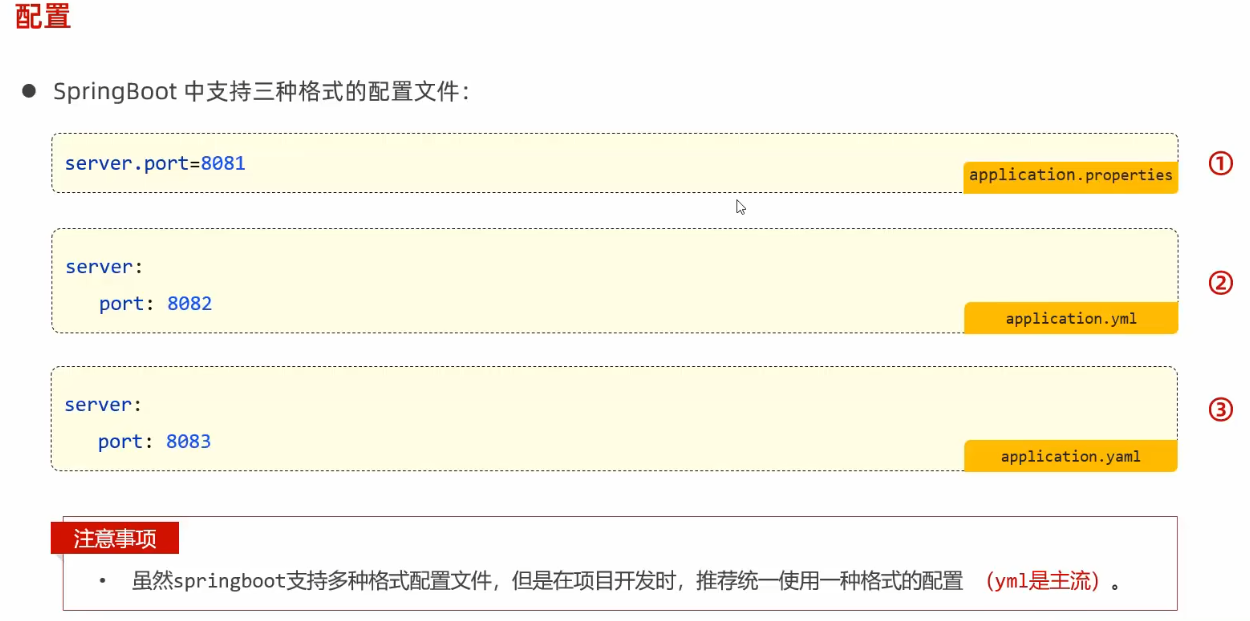 配置
● SpringBoot 中支持三种格式的配置文件：
server.port=8081
application.properties
①
server:
port: 8082
application.yml
②
server:
port: 8083
application.yaml
③
注意事项
• 虽然springboot支持多种格式配置文件，但是在项目开发时，推荐统一使用一种格式的配置 （yml是主流）。